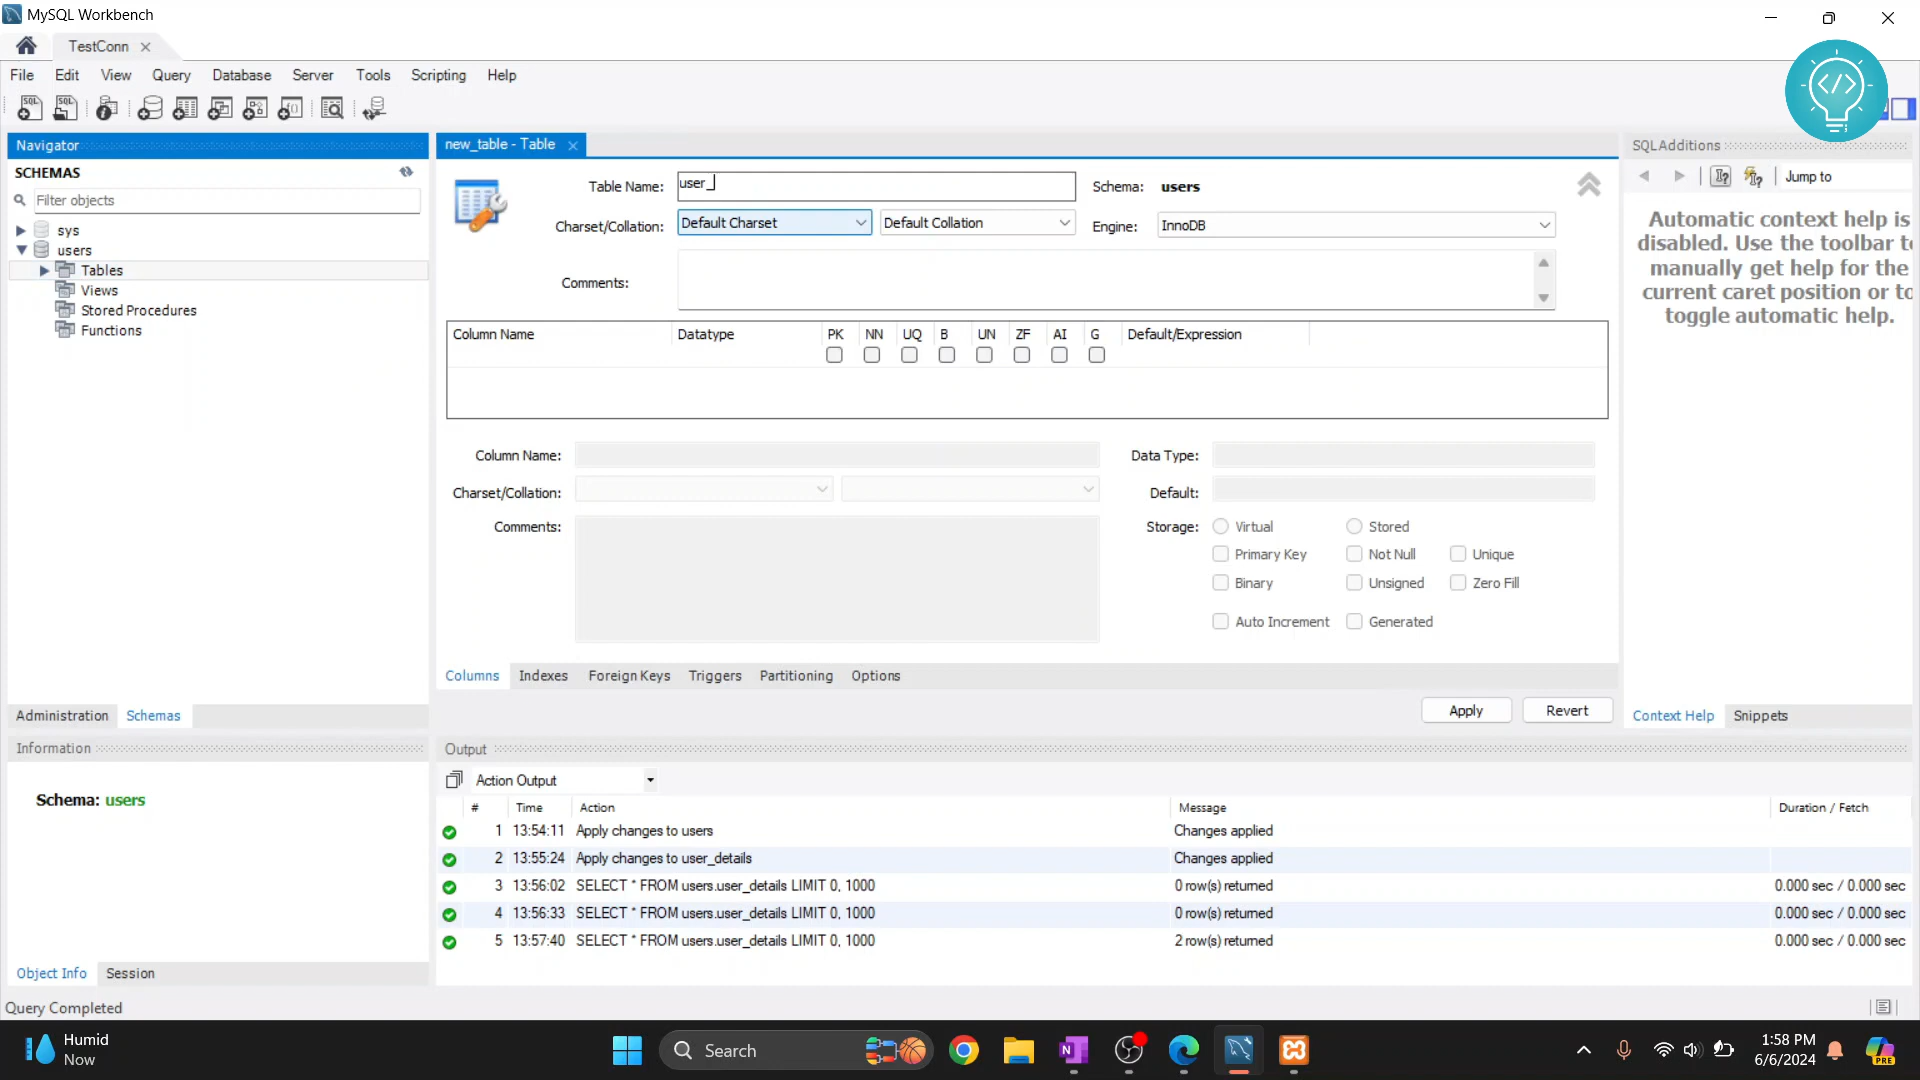 MySQL Workbench
TestConn
File Edit View Query Database Server Tools Scripting Help
Navigator
SCHEMAS
Filter objects
sys
users
Tables
Views
Stored Procedures
Functions
Administration Schemas
Information
Schema: users
Object Info Session
Query Completed
new_table - Table
Table Name: user_
Schema: users
Charset/Collation: Default Charset Default Collation
Engine: InnoDB
Comments:
Column Name Datatype PK NN UQ B UN ZF AI G Default/Expression
Column Name:
Data Type:
Charset/Collation:
Default:
Comments:
Storage: Virtual Stored
Primary Key Not Null Unique
Binary Unsigned Zero Fill
Auto Increment Generated
Columns Indexes Foreign Keys Triggers Partitioning Options
Apply Revert
SQLAdditions
Jump to
Automatic context help is
disabled. Use the toolbar to
manually get help for the
current caret position or to
toggle automatic help.
Context Help Snippets
Output
Action Output
# Time Action Message Duration / Fetch
1 13:54:11 Apply changes to users Changes applied
2 13:55:24 Apply changes to user_details Changes applied
3 13:56:02 SELECT * FROM users.user_details LIMIT 0, 1000 0 row(s) returned 0.000 sec / 0.000 sec
4 13:56:33 SELECT * FROM users.user_details LIMIT 0, 1000 0 row(s) returned 0.000 sec / 0.000 sec
5 13:57:40 SELECT * FROM users.user_details LIMIT 0, 1000 2 row(s) returned 0.000 sec / 0.000 sec
Humid
Now
Search
1:58 PM
6/6/2024
PRE